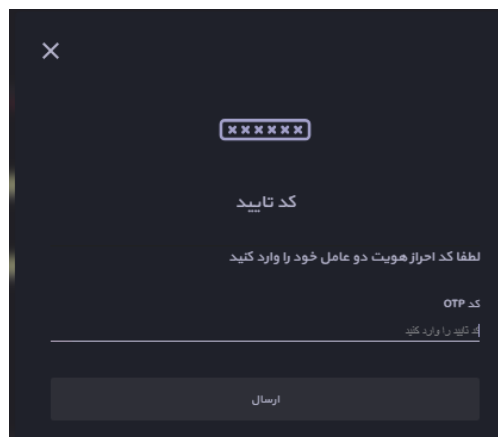 کد تایید
لطفا کد احراز هویت دو عامل خود را وارد کنید
کد OTP
کد تایید را وارد کنید
ارسال